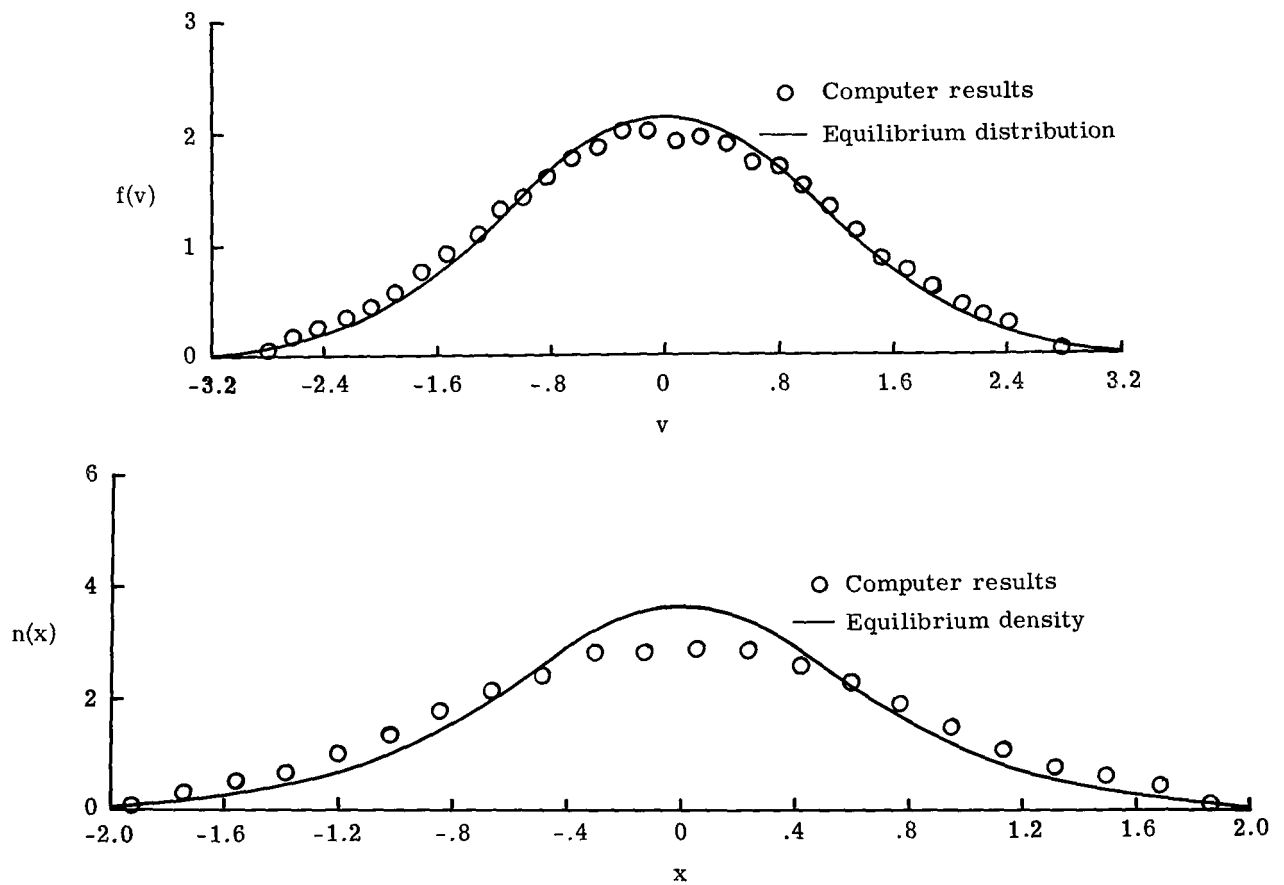 3
Computer results
2
Equilibrium distribution
f(v)
1
0
-3.2 -2.4 -1.6 -.8 0 .8 1.6 2.4 3.2
v
6
4
Computer results
Equilibrium density
n(x)
2
0
-2.0 -1.6 -1.2 -.8 -.4 0 .4 .8 1.2 1.6 2.0
x